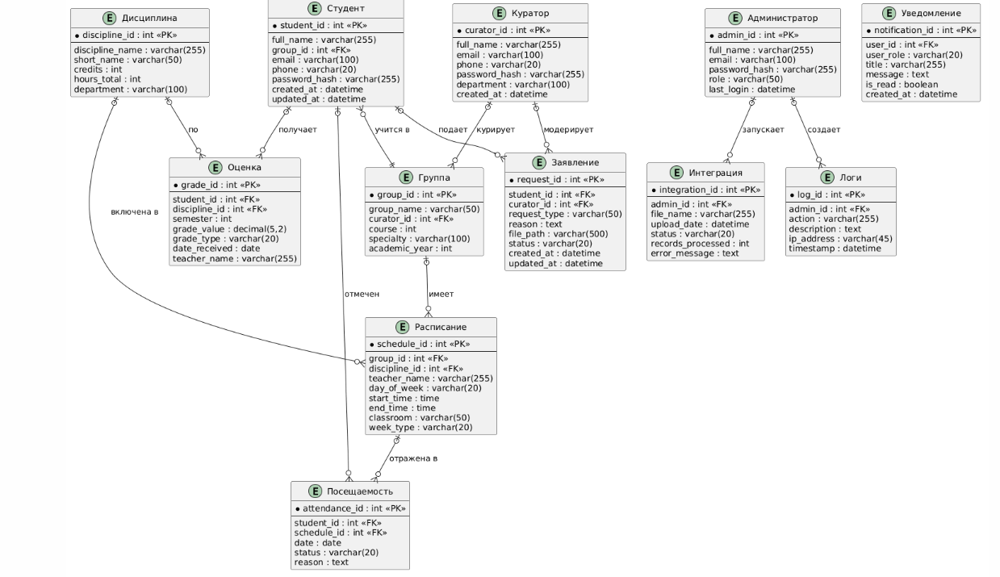 E Дисциплина
● discipline_id : int «PK»
discipline_name : varchar(255)
short_name : varchar(50)
credits : int
hours_total : int
department : varchar(100)
E Студент
● student_id : int «PK»
full_name : varchar(255)
group_id : int «FK»
email : varchar(100)
phone : varchar(20)
password_hash : varchar(255)
created_at : datetime
updated_at : datetime
E Куратор
● curator_id : int «PK»
full_name : varchar(255)
email : varchar(100)
phone : varchar(20)
password_hash : varchar(255)
department : varchar(100)
created_at : datetime
E Администратор
● admin_id : int «PK»
full_name : varchar(255)
email : varchar(100)
password_hash : varchar(255)
role : varchar(50)
last_login : datetime
E Уведомление
● notification_id : int «PK»
user_id : int «FK»
user_role : varchar(20)
title : varchar(255)
message : text
is_read : boolean
created_at : datetime
по
получает
учится в
подает
курирует
модерирует
запускает
создает
E Оценка
● grade_id : int «PK»
student_id : int «FK»
discipline_id : int «FK»
semester : int
grade_value : decimal(5,2)
grade_type : varchar(20)
date_received : date
teacher_name : varchar(255)
E Группа
● group_id : int «PK»
group_name : varchar(50)
curator_id : int «FK»
course : int
specialty : varchar(100)
academic_year : int
E Заявление
● request_id : int «PK»
student_id : int «FK»
curator_id : int «FK»
request_type : varchar(50)
reason : text
file_path : varchar(500)
status : varchar(20)
created_at : datetime
updated_at : datetime
E Интеграция
● integration_id : int «PK»
admin_id : int «FK»
file_name : varchar(255)
upload_date : datetime
status : varchar(20)
records_processed : int
error_message : text
E Логи
● log_id : int «PK»
admin_id : int «FK»
action : varchar(255)
description : text
ip_address : varchar(45)
timestamp : datetime
включена в
отмечен
имеет
E Расписание
● schedule_id : int «PK»
group_id : int «FK»
discipline_id : int «FK»
teacher_name : varchar(255)
day_of_week : varchar(20)
start_time : time
end_time : time
classroom : varchar(50)
week_type : varchar(20)
отражена в
E Посещаемость
● attendance_id : int «PK»
student_id : int «FK»
schedule_id : int «FK»
date : date
status : varchar(20)
reason : text